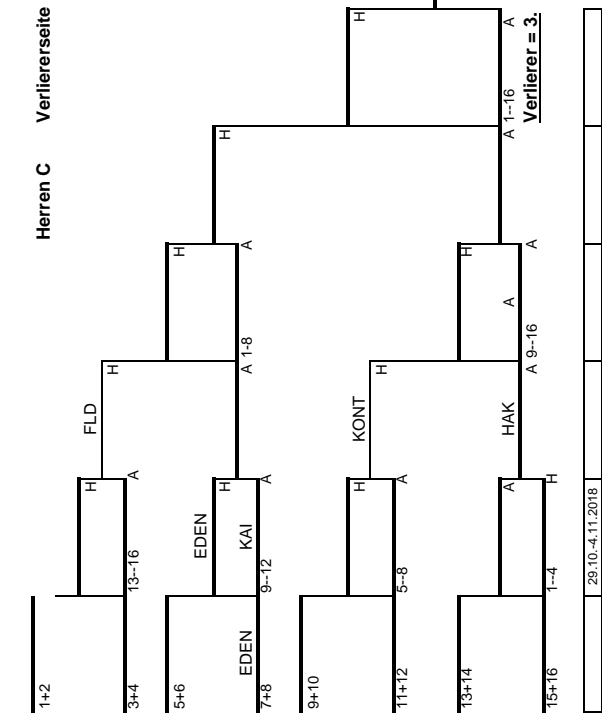 Herren C Verliererseite
1+2
3+4
5+6
EDEN
7+8
9+10
11+12
13+14
15+16
H
13--16
A
EDEN
H
KAI
9--12
A
H
5--8
A
A
1--4
H
29.10.-4.11.2018
FLD
H
A 1-8
KONT
H
HAK
A 9--16
H
A
H
A
A
H
A 1--16
H
A
Verlierer = 3.